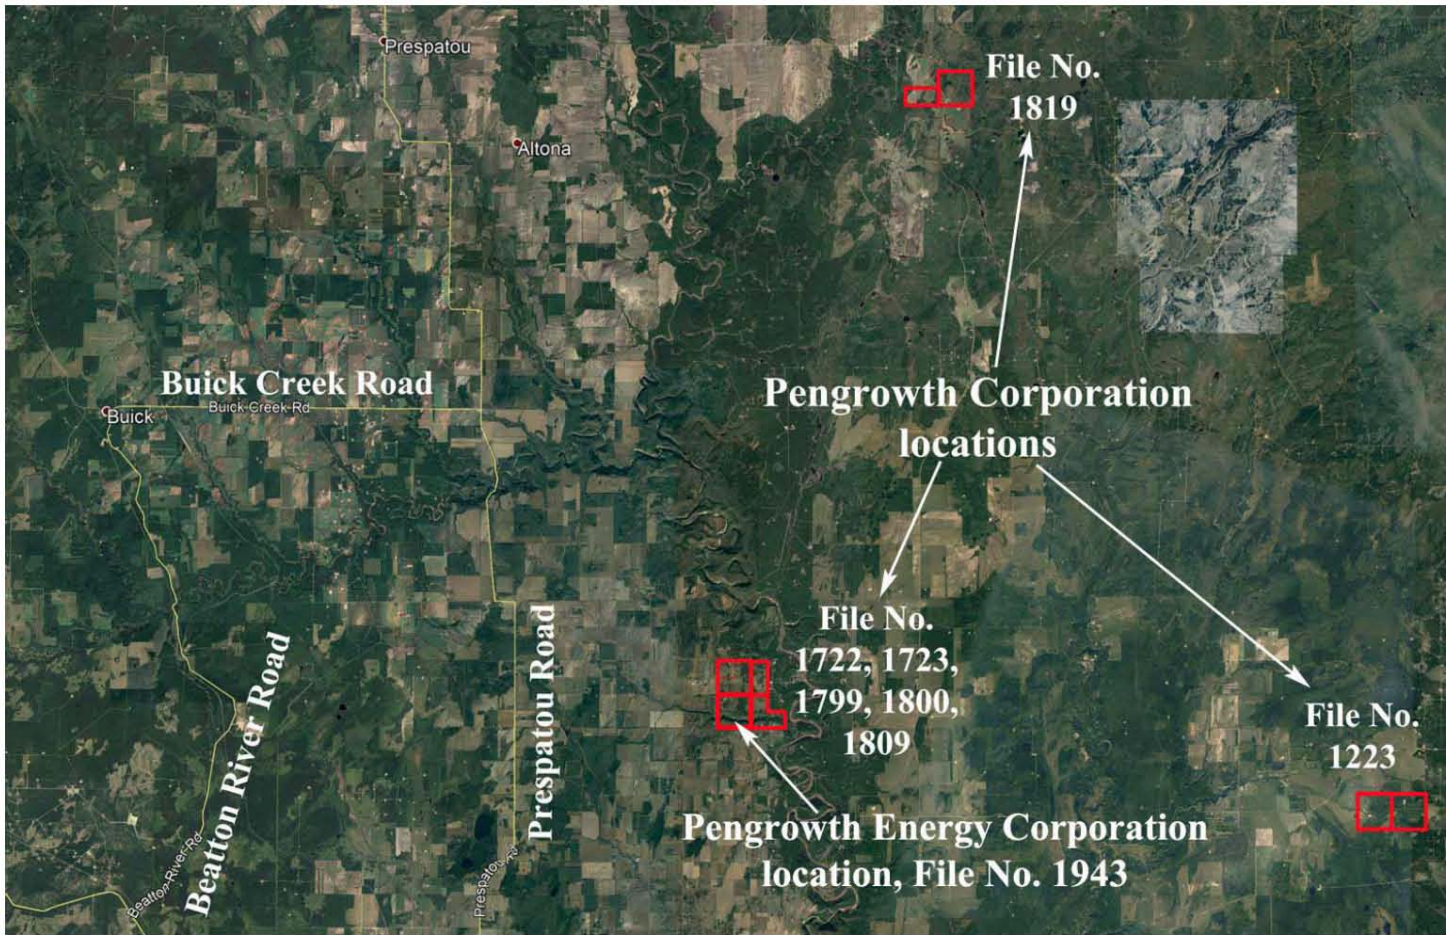 Prespatou
File No.
1819
Altona
Buick Creek Road
Buick Creek Rd
Buick
Pengrowth Corporation
locations
File No.
1722, 1723,
1799, 1800,
1809
File No.
1223
Beatton River Road
Prespatou Road
Pengrowth Energy Corporation
location, File No. 1943
Beatton River Rd
Prespatou Rd